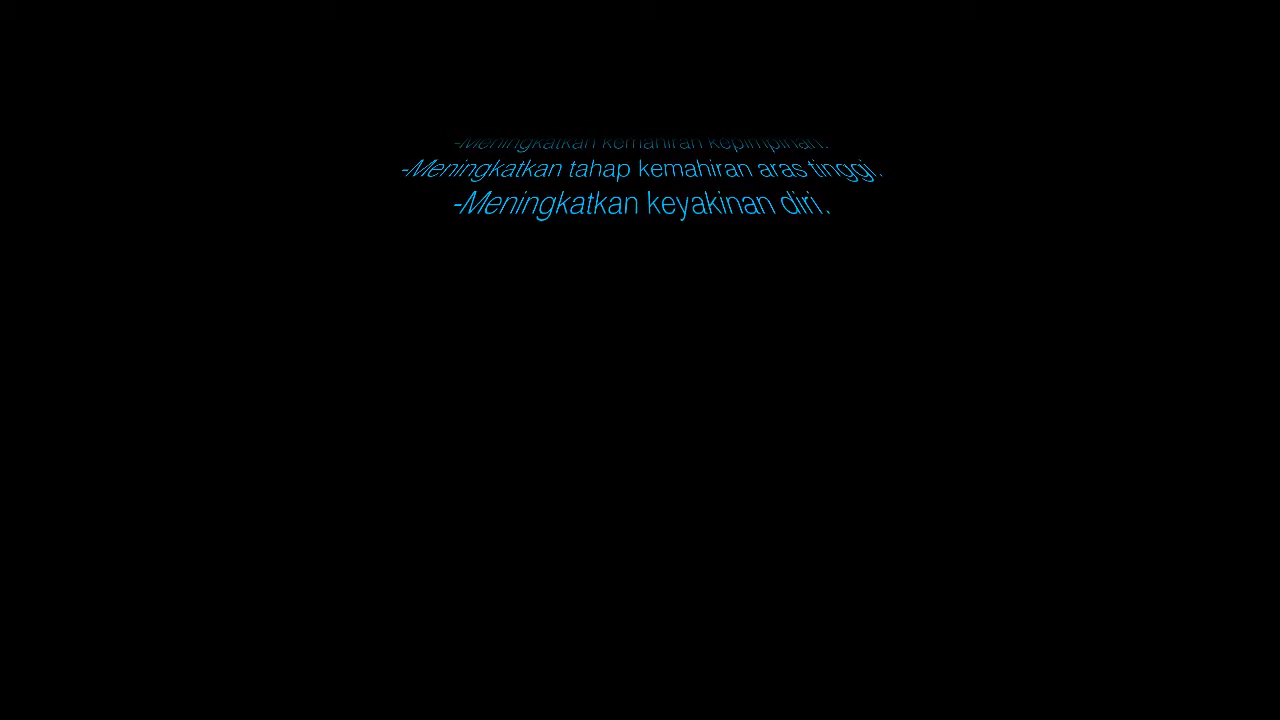 -Meningkatkan kemahiran kepimpinan.
-Meningkatkan tahap kemahiran aras tinggi.
-Meningkatkan keyakinan diri.